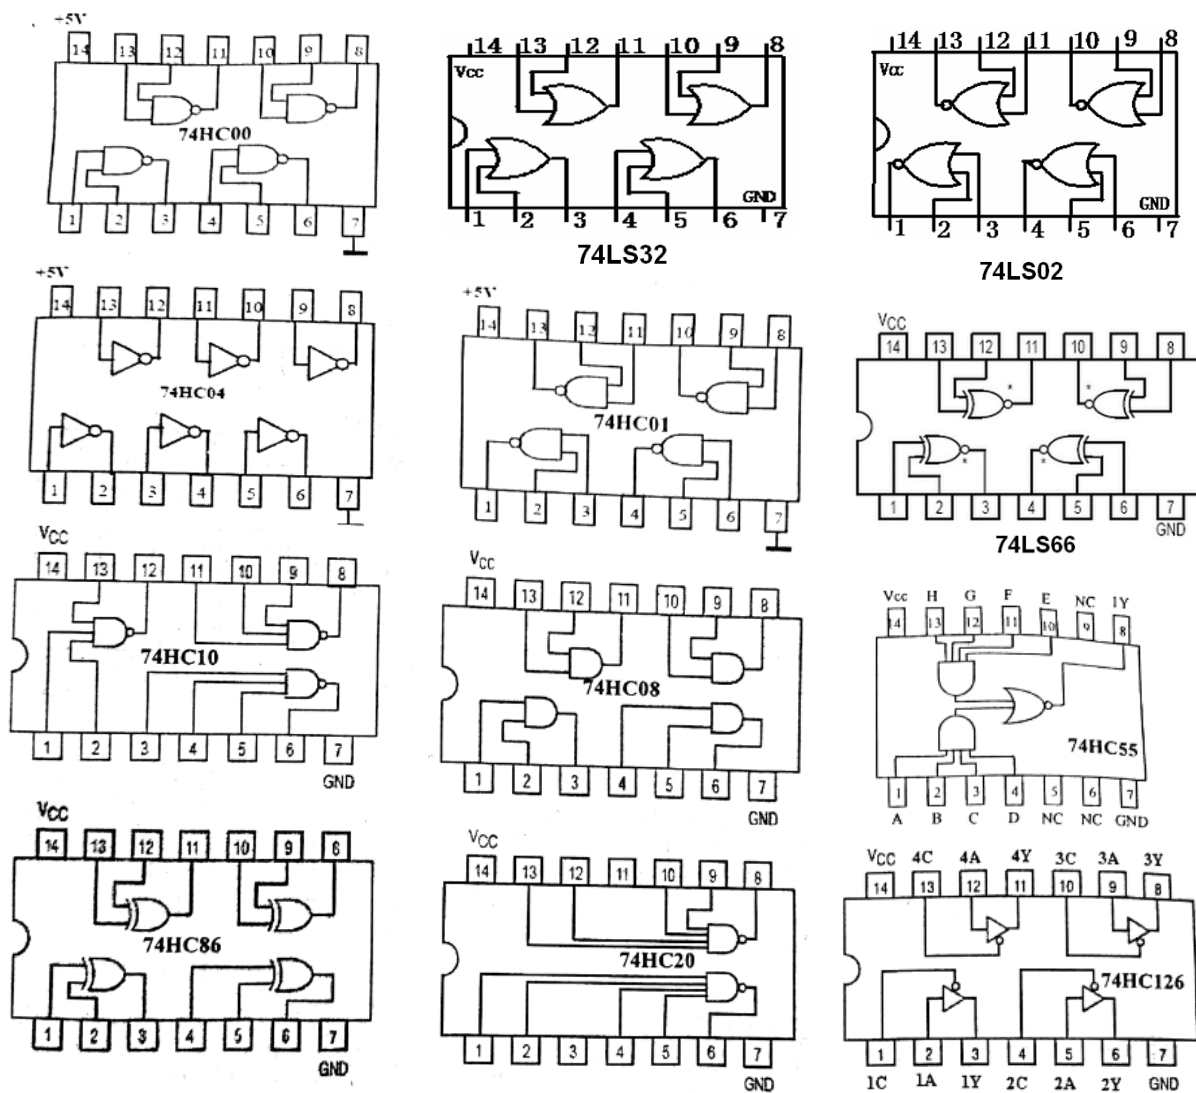 +5V
14 13 12 11 10 9 8
74HC00
1 2 3 4 5 6 7
14 13 12 11 10 9 8
Vcc
GND
1 2 3 4 5 6 7
74LS32
14 13 12 11 10 9 8
Vcc
GND
1 2 3 4 5 6 7
74LS02
+5V
14 13 12 11 10 9 8
74HC04
1 2 3 4 5 6 7
+5V
14 13 12 11 10 9 8
74HC01
1 2 3 4 5 6 7
VCC
14 13 12 11 10 9 8
* *
* *
1 2 3 4 5 6 7
GND
74LS66
VCC
14 13 12 11 10 9 8
74HC10
1 2 3 4 5 6 7
GND
VCC
14 13 12 11 10 9 8
74HC08
1 2 3 4 5 6 7
GND
Vcc H G F E NC 1Y
14 13 12 11 10 9 8
74HC55
1 2 3 4 5 6 7
A B C D NC NC GND
VCC
14 13 12 11 10 9 6
74HC86
1 2 3 4 5 6 7
GND
VCC
14 13 12 11 10 9 8
74HC20
1 2 3 4 5 6 7
GND
VCC 4C 4A 4Y 3C 3A 3Y
14 13 12 11 10 9 8
74HC126
1 2 3 4 5 6 7
1C 1A 1Y 2C 2A 2Y GND